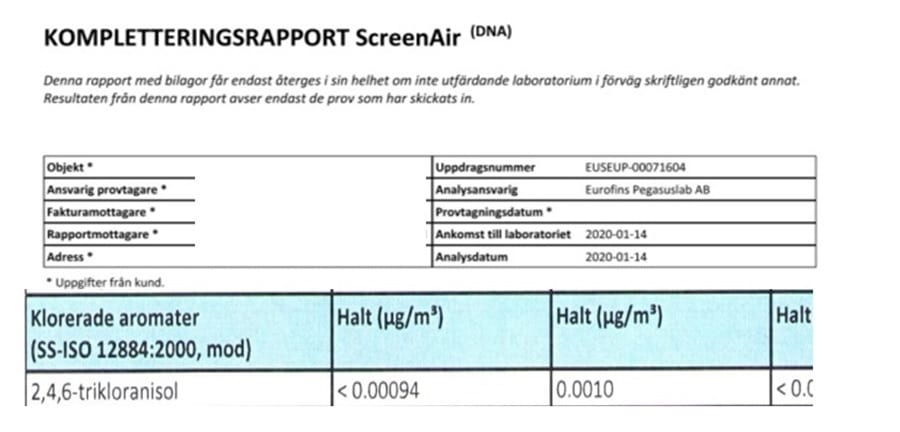 KOMPLETTERINGSRAPPORT ScreenAir (DNA)
Denna rapport med bilagor får endast återges i sin helhet om inte utfärdande laboratorium i förväg skriftligen godkänt annat.
Resultaten från denna rapport avser endast de prov som har skickats in.
Objekt * Uppdragsnummer EUSEUP-00071604
Ansvarig provtagare * Analysansvarig Eurofins Pegasuslab AB
Fakturamottagare * Provtagningsdatum *
Rapportmottagare * Ankomst till laboratoriet 2020-01-14
Adress * Analysdatum 2020-01-14
* Uppgifter från kund.
Klorerade aromater Halt (µg/m³) Halt (µg/m³) Halt
(SS-ISO 12884:2000, mod)
2,4,6-trikloranisol < 0.00094 0.0010